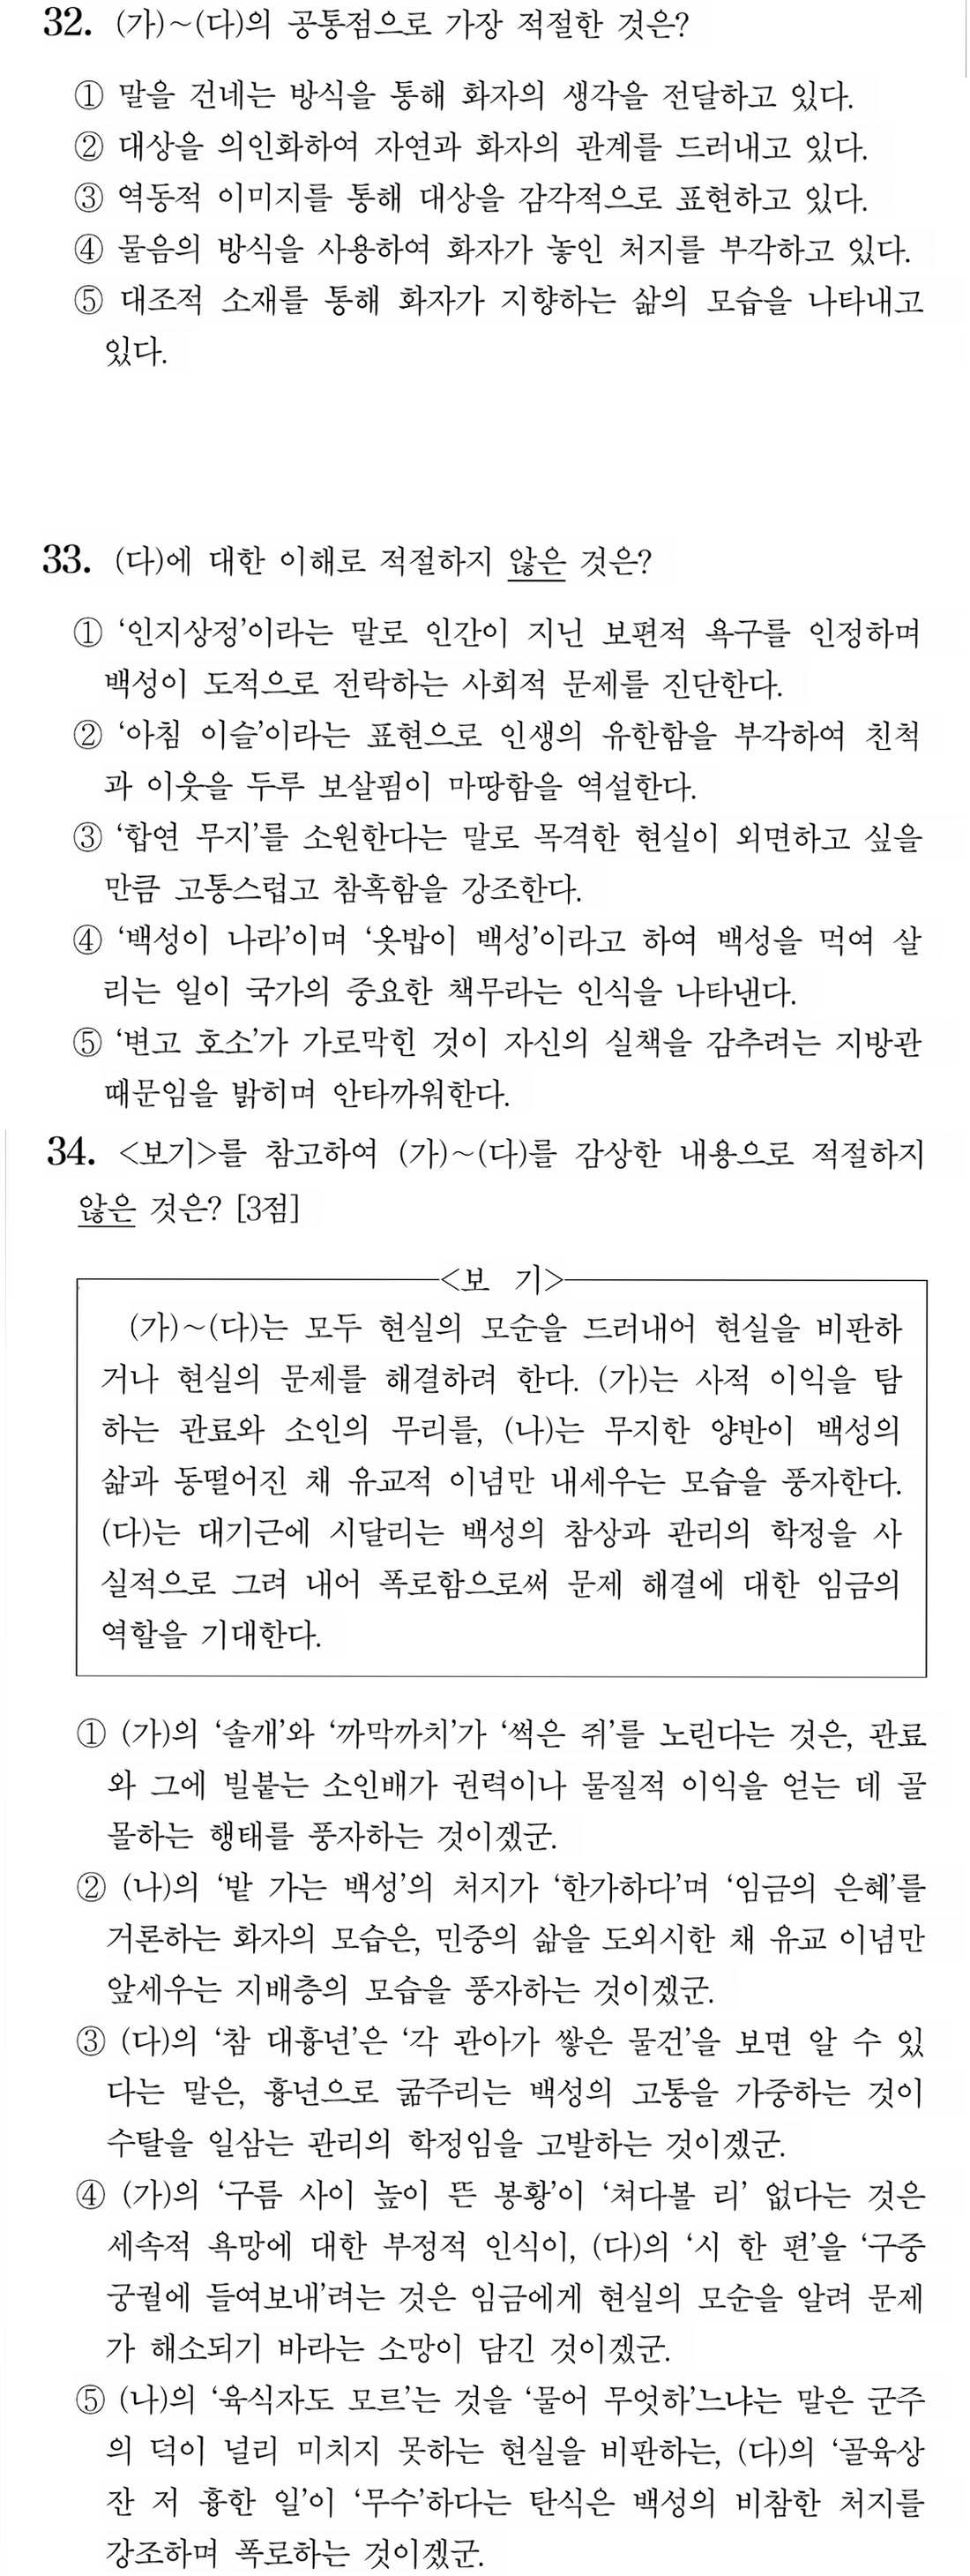 32. (가)~(다)의 공통점으로 가장 적절한 것은?
① 말을 건네는 방식을 통해 화자의 생각을 전달하고 있다.
② 대상을 의인화하여 자연과 화자의 관계를 드러내고 있다.
③ 역동적 이미지를 통해 대상을 감각적으로 표현하고 있다.
④ 물음의 방식을 사용하여 화자가 놓인 처지를 부각하고 있다.
⑤ 대조적 소재를 통해 화자가 지향하는 삶의 모습을 나타내고
있다.
33. (다)에 대한 이해로 적절하지 않은 것은?
① ‘인지상정’이라는 말로 인간이 지닌 보편적 욕구를 인정하며
백성이 도적으로 전락하는 사회적 문제를 진단한다.
② ‘아침 이슬’이라는 표현으로 인생의 유한함을 부각하여 친척
과 이웃을 두루 보살핌이 마땅함을 역설한다.
③ ‘합연 무지’를 소원한다는 말로 목격한 현실이 외면하고 싶을
만큼 고통스럽고 참혹함을 강조한다.
④ ‘백성이 나라’이며 ‘옷밥이 백성’이라고 하여 백성을 먹여 살
리는 일이 국가의 중요한 책무라는 인식을 나타낸다.
⑤ ‘변고 호소’가 가로막힌 것이 자신의 실책을 감추려는 지방관
때문임을 밝히며 안타까워한다.
34. <보기>를 참고하여 (가)~(다)를 감상한 내용으로 적절하지
않은 것은? [3점]
<보 기>
(가)~(다)는 모두 현실의 모순을 드러내어 현실을 비판하
거나 현실의 문제를 해결하려 한다. (가)는 사적 이익을 탐
하는 관료와 소인의 무리를, (나)는 무지한 양반이 백성의
삶과 동떨어진 채 유교적 이념만 내세우는 모습을 풍자한다.
(다)는 대기근에 시달리는 백성의 참상과 관리의 학정을 사
실적으로 그려 내어 폭로함으로써 문제 해결에 대한 임금의
역할을 기대한다.
① (가)의 ‘솔개’와 ‘까막까치’가 ‘썩은 쥐’를 노린다는 것은, 관료
와 그에 빌붙는 소인배가 권력이나 물질적 이익을 얻는 데 골
몰하는 행태를 풍자하는 것이겠군.
② (나)의 ‘밭 가는 백성’의 처지가 ‘한가하다’며 ‘임금의 은혜’를
거론하는 화자의 모습은, 민중의 삶을 도외시한 채 유교 이념만
앞세우는 지배층의 모습을 풍자하는 것이겠군.
③ (다)의 ‘참 대흉년’은 ‘각 관아가 쌓은 물건’을 보면 알 수 있
다는 말은, 흉년으로 굶주리는 백성의 고통을 가중하는 것이
수탈을 일삼는 관리의 학정임을 고발하는 것이겠군.
④ (가)의 ‘구름 사이 높이 뜬 봉황’이 ‘쳐다볼 리’ 없다는 것은
세속적 욕망에 대한 부정적 인식이, (다)의 ‘시 한 편’을 ‘구중
궁궐에 들여보내’려는 것은 임금에게 현실의 모순을 알려 문제
가 해소되기 바라는 소망이 담긴 것이겠군.
⑤ (나)의 ‘육식자도 모르’는 것을 ‘물어 무엇하’느냐는 말은 군주
의 덕이 널리 미치지 못하는 현실을 비판하는, (다)의 ‘골육상
잔 저 흉한 일’이 ‘무수’하다는 탄식은 백성의 비참한 처지를
강조하며 폭로하는 것이겠군.